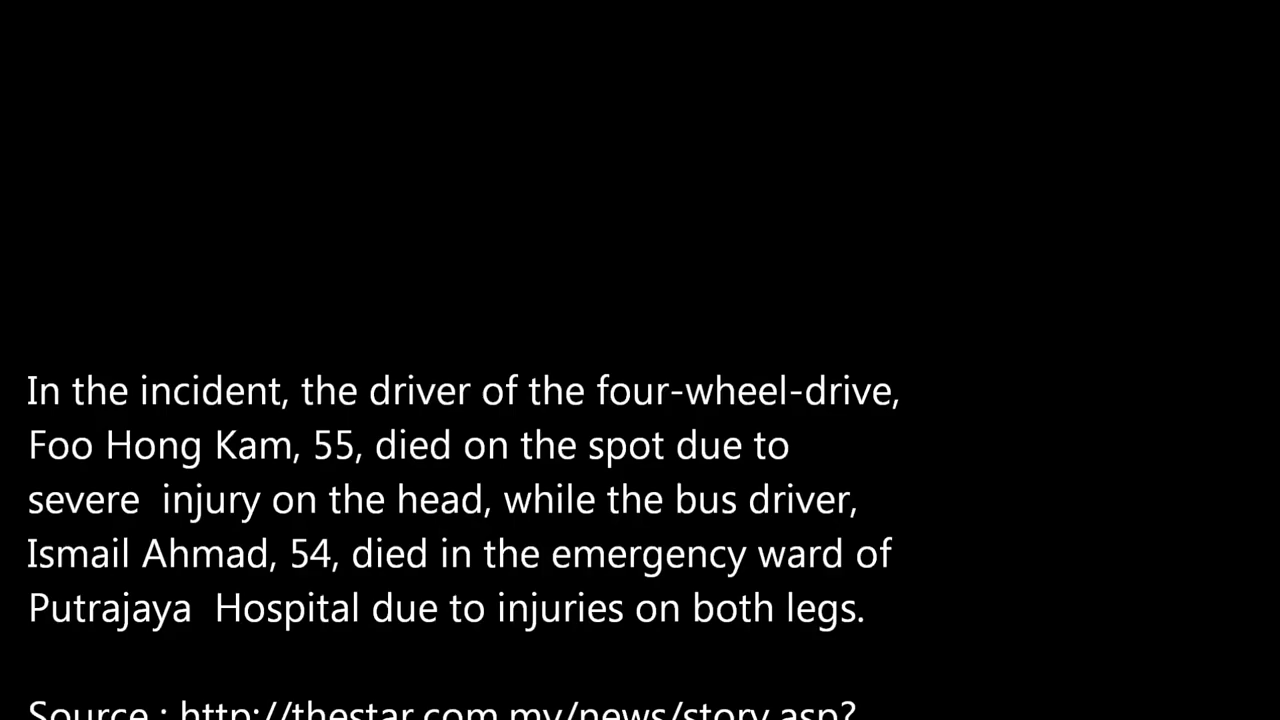 In the incident, the driver of the four-wheel-drive,
Foo Hong Kam, 55, died on the spot due to
severe  injury on the head, while the bus driver,
Ismail Ahmad, 54, died in the emergency ward of
Putrajaya  Hospital due to injuries on both legs.
Source : http://thestar.com.my/news/story.asp?